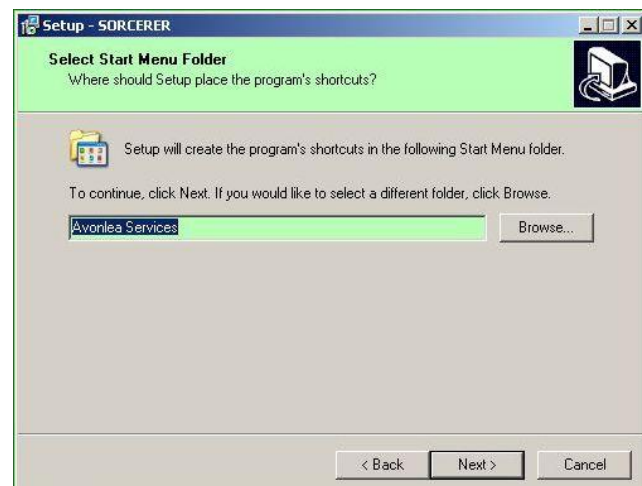 Setup - SORCERER
Select Start Menu Folder
Where should Setup place the program's shortcuts?
Setup will create the program's shortcuts in the following Start Menu folder.
To continue, click Next. If you would like to select a different folder, click Browse.
Avonlea Services
Browse...
< Back
Next >
Cancel